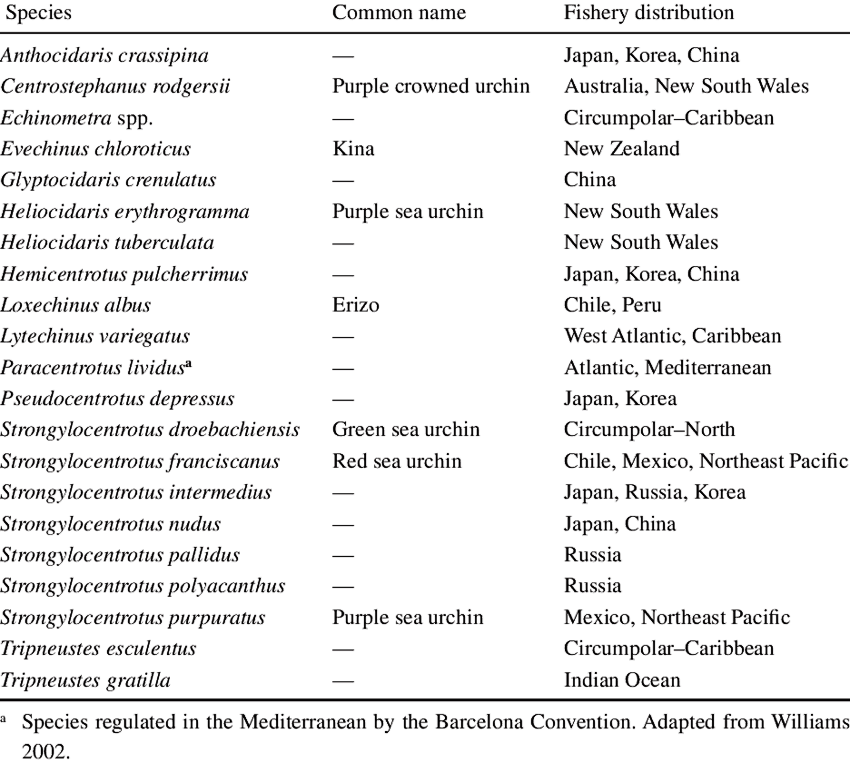 Species Common name Fishery distribution
Anthocidaris crassipina — Japan, Korea, China
Centrostephanus rodgersii Purple crowned urchin Australia, New South Wales
Echinometra spp. — Circumpolar–Caribbean
Evechinus chloroticus Kina New Zealand
Glyptocidaris crenulatus — China
Heliocidaris erythrogramma Purple sea urchin New South Wales
Heliocidaris tuberculata — New South Wales
Hemicentrotus pulcherrimus — Japan, Korea, China
Loxechinus albus Erizo Chile, Peru
Lytechinus variegatus — West Atlantic, Caribbean
Paracentrotus lividusa — Atlantic, Mediterranean
Pseudocentrotus depressus — Japan, Korea
Strongylocentrotus droebachiensis Green sea urchin Circumpolar–North
Strongylocentrotus franciscanus Red sea urchin Chile, Mexico, Northeast Pacific
Strongylocentrotus intermedius — Japan, Russia, Korea
Strongylocentrotus nudus — Japan, China
Strongylocentrotus pallidus — Russia
Strongylocentrotus polyacanthus — Russia
Strongylocentrotus purpuratus Purple sea urchin Mexico, Northeast Pacific
Tripneustes esculentus — Circumpolar–Caribbean
Tripneustes gratilla — Indian Ocean
a Species regulated in the Mediterranean by the Barcelona Convention. Adapted from Williams
2002.